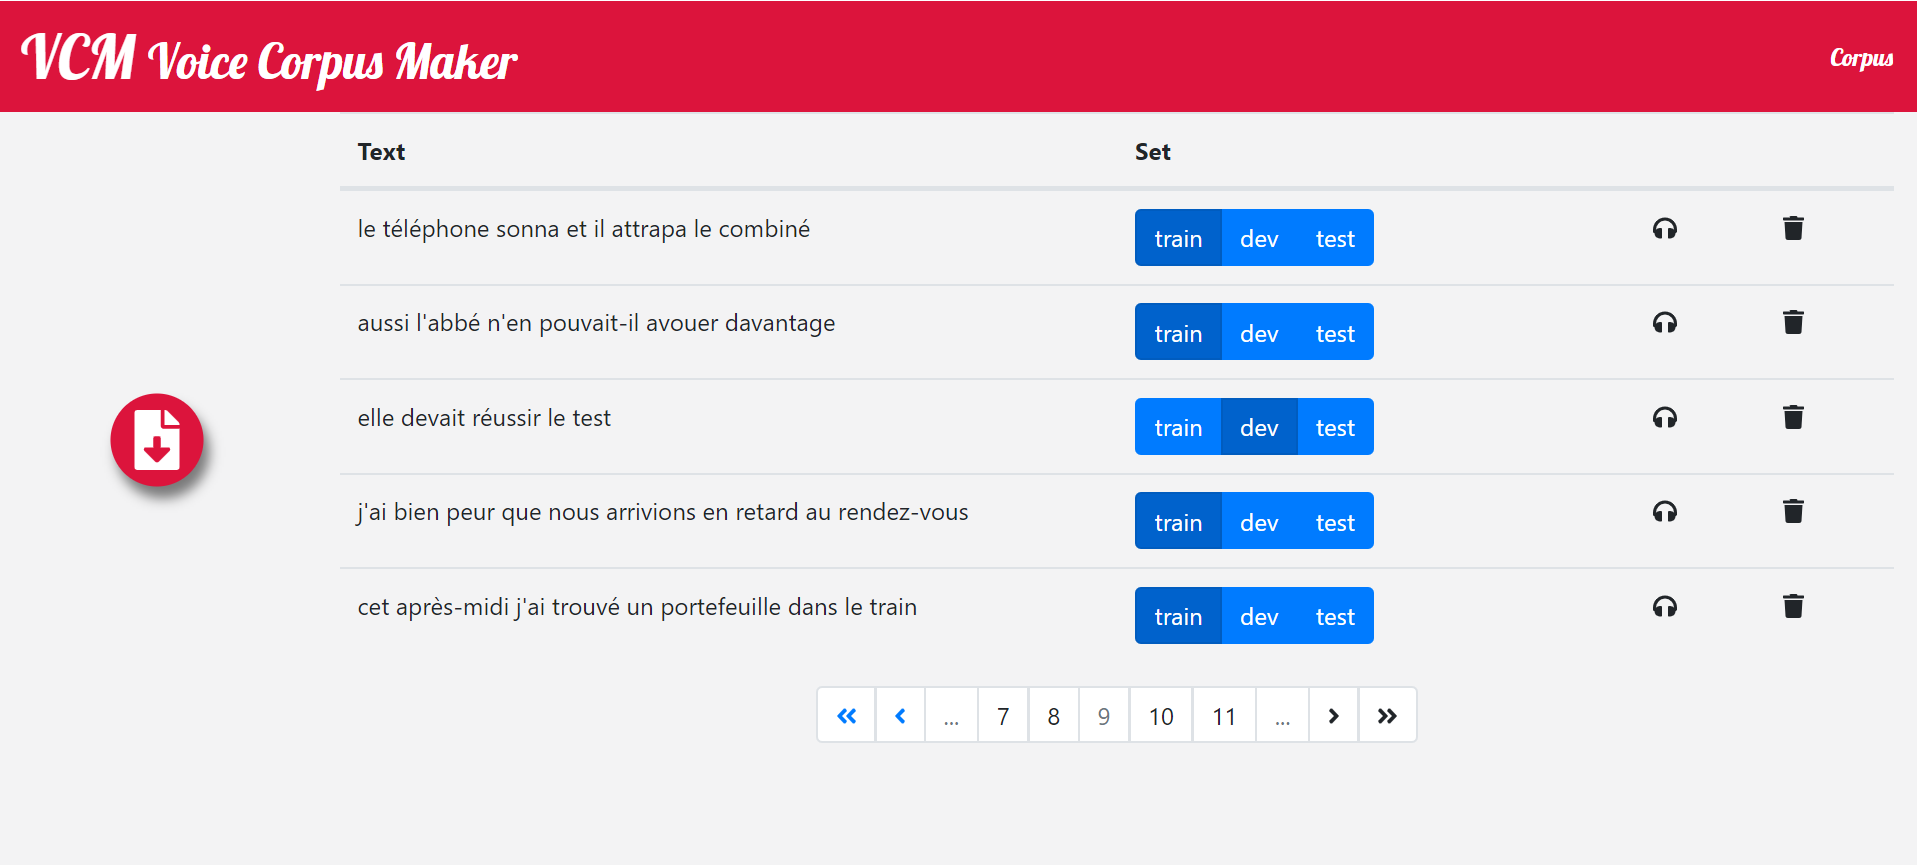 VCM Voice Corpus Maker
Corpus
Text Set
le téléphone sonna et il attrapa le combiné train dev test
aussi l'abbé n'en pouvait-il avouer davantage train dev test
elle devait réussir le test train dev test
j'ai bien peur que nous arrivions en retard au rendez-vous train dev test
cet après-midi j'ai trouvé un portefeuille dans le train train dev test
« ‹ ... 7 8 9 10 11 ... › »